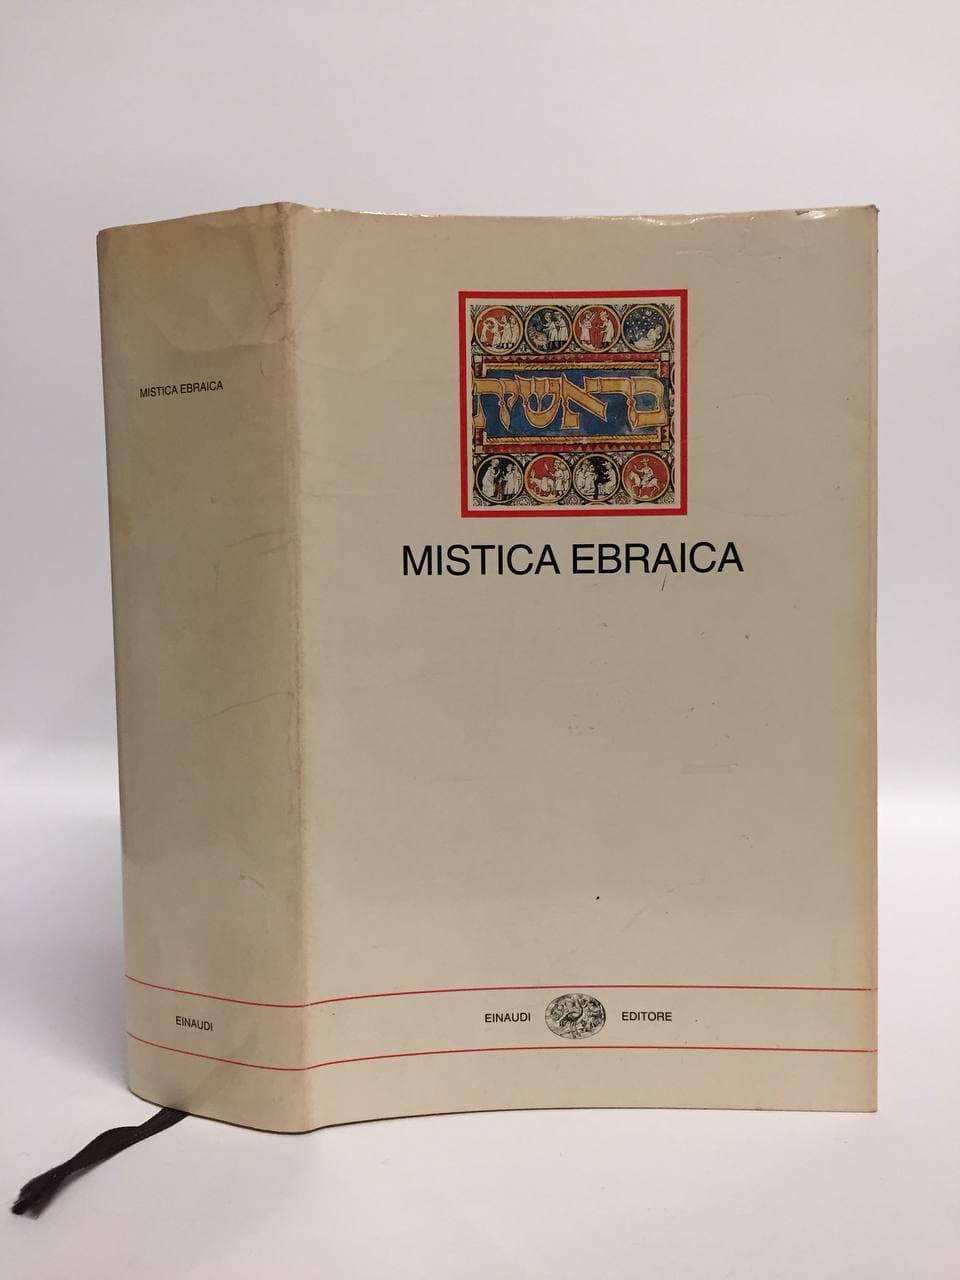 MISTICA EBRAICA
EINAUDI
בראשית
MISTICA EBRAICA
EINAUDI EDITORE